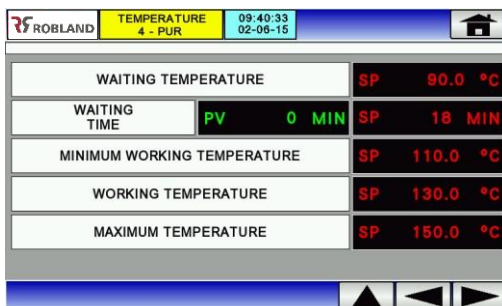 ROBLAND
TEMPERATURE
4 - PUR
09:40:33
02-06-15
WAITING TEMPERATURE SP 90.0 °C
WAITING
TIME
PV 0 MIN SP 18 MIN
MINIMUM WORKING TEMPERATURE SP 110.0 °C
WORKING TEMPERATURE SP 130.0 °C
MAXIMUM TEMPERATURE SP 150.0 °C